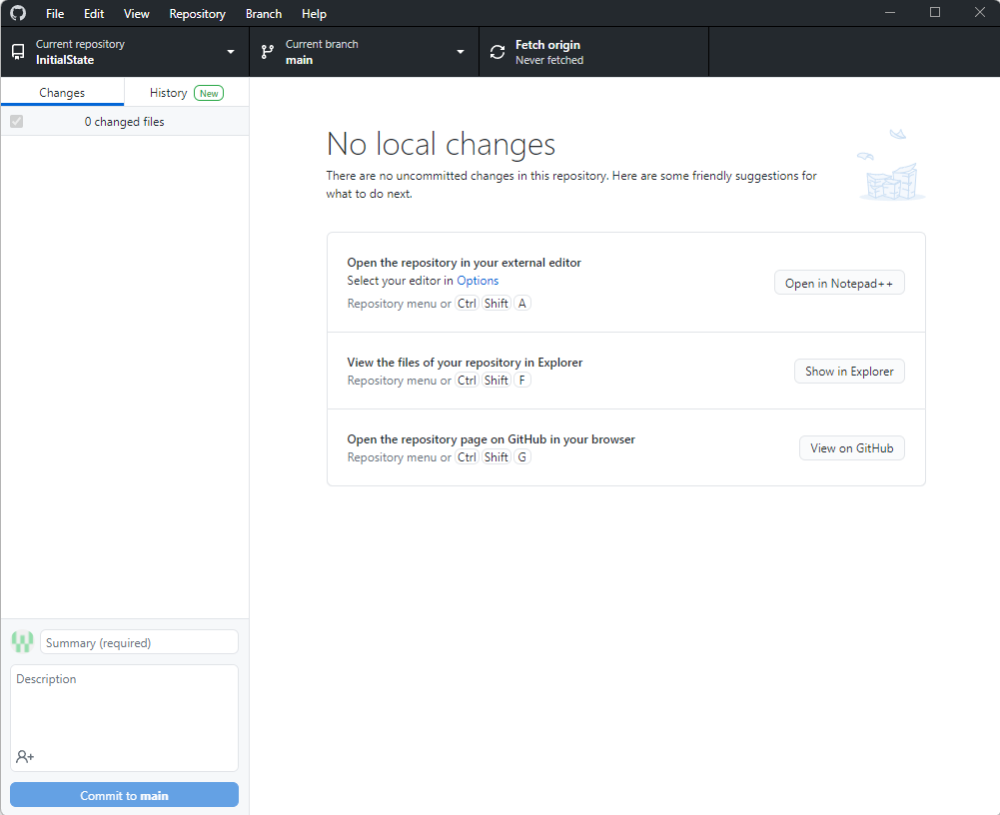 File Edit View Repository Branch Help
Current repository
InitialState
Current branch
main
Fetch origin
Never fetched
Changes
History New
0 changed files
No local changes
There are no uncommitted changes in this repository. Here are some friendly suggestions for
what to do next.
Open the repository in your external editor
Select your editor in Options
Repository menu or Ctrl Shift A
Open in Notepad++
View the files of your repository in Explorer
Repository menu or Ctrl Shift F
Show in Explorer
Open the repository page on GitHub in your browser
Repository menu or Ctrl Shift G
View on GitHub
Summary (required)
Description
Commit to main